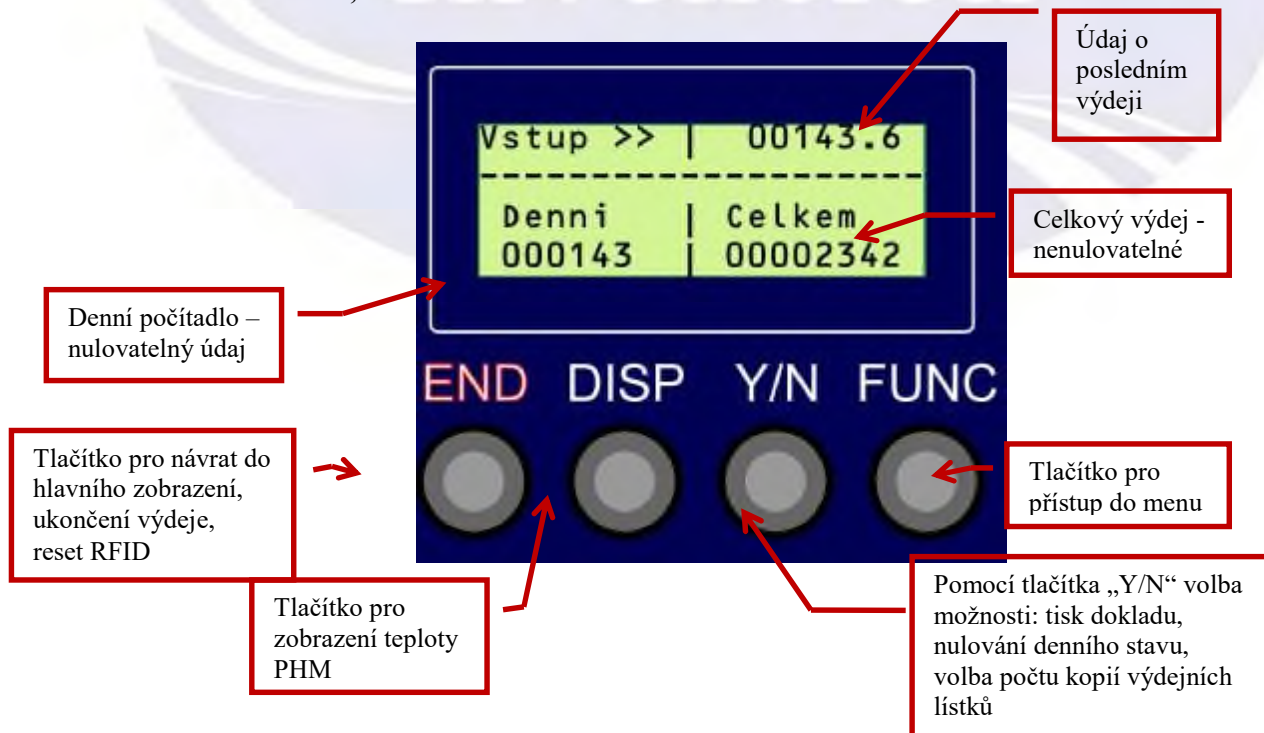 Údaj o
posledním
výdeji
Vstup >> | 00143.6
--------------------
Denni | Celkem
000143 | 00002342
Celkový výdej -
nenulovatelné
Denní počítadlo –
nulovatelný údaj
END DISP Y/N FUNC
Tlačítko pro návrat do
hlavního zobrazení,
ukončení výdeje,
reset RFID
Tlačítko pro
přístup do menu
Tlačítko pro
zobrazení teploty
PHM
Pomocí tlačítka „Y/N“ volba
možnosti: tisk dokladu,
nulování denního stavu,
volba počtu kopií výdejních
lístků